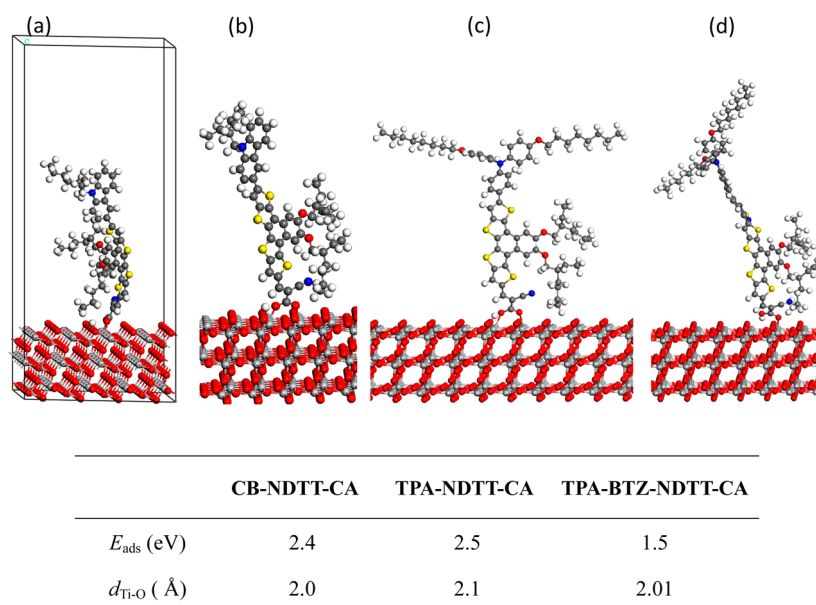 (a) (b) (c) (d)
CB-NDTT-CA TPA-NDTT-CA TPA-BTZ-NDTT-CA
Eads (eV) 2.4 2.5 1.5
dTi-O ( Å) 2.0 2.1 2.01